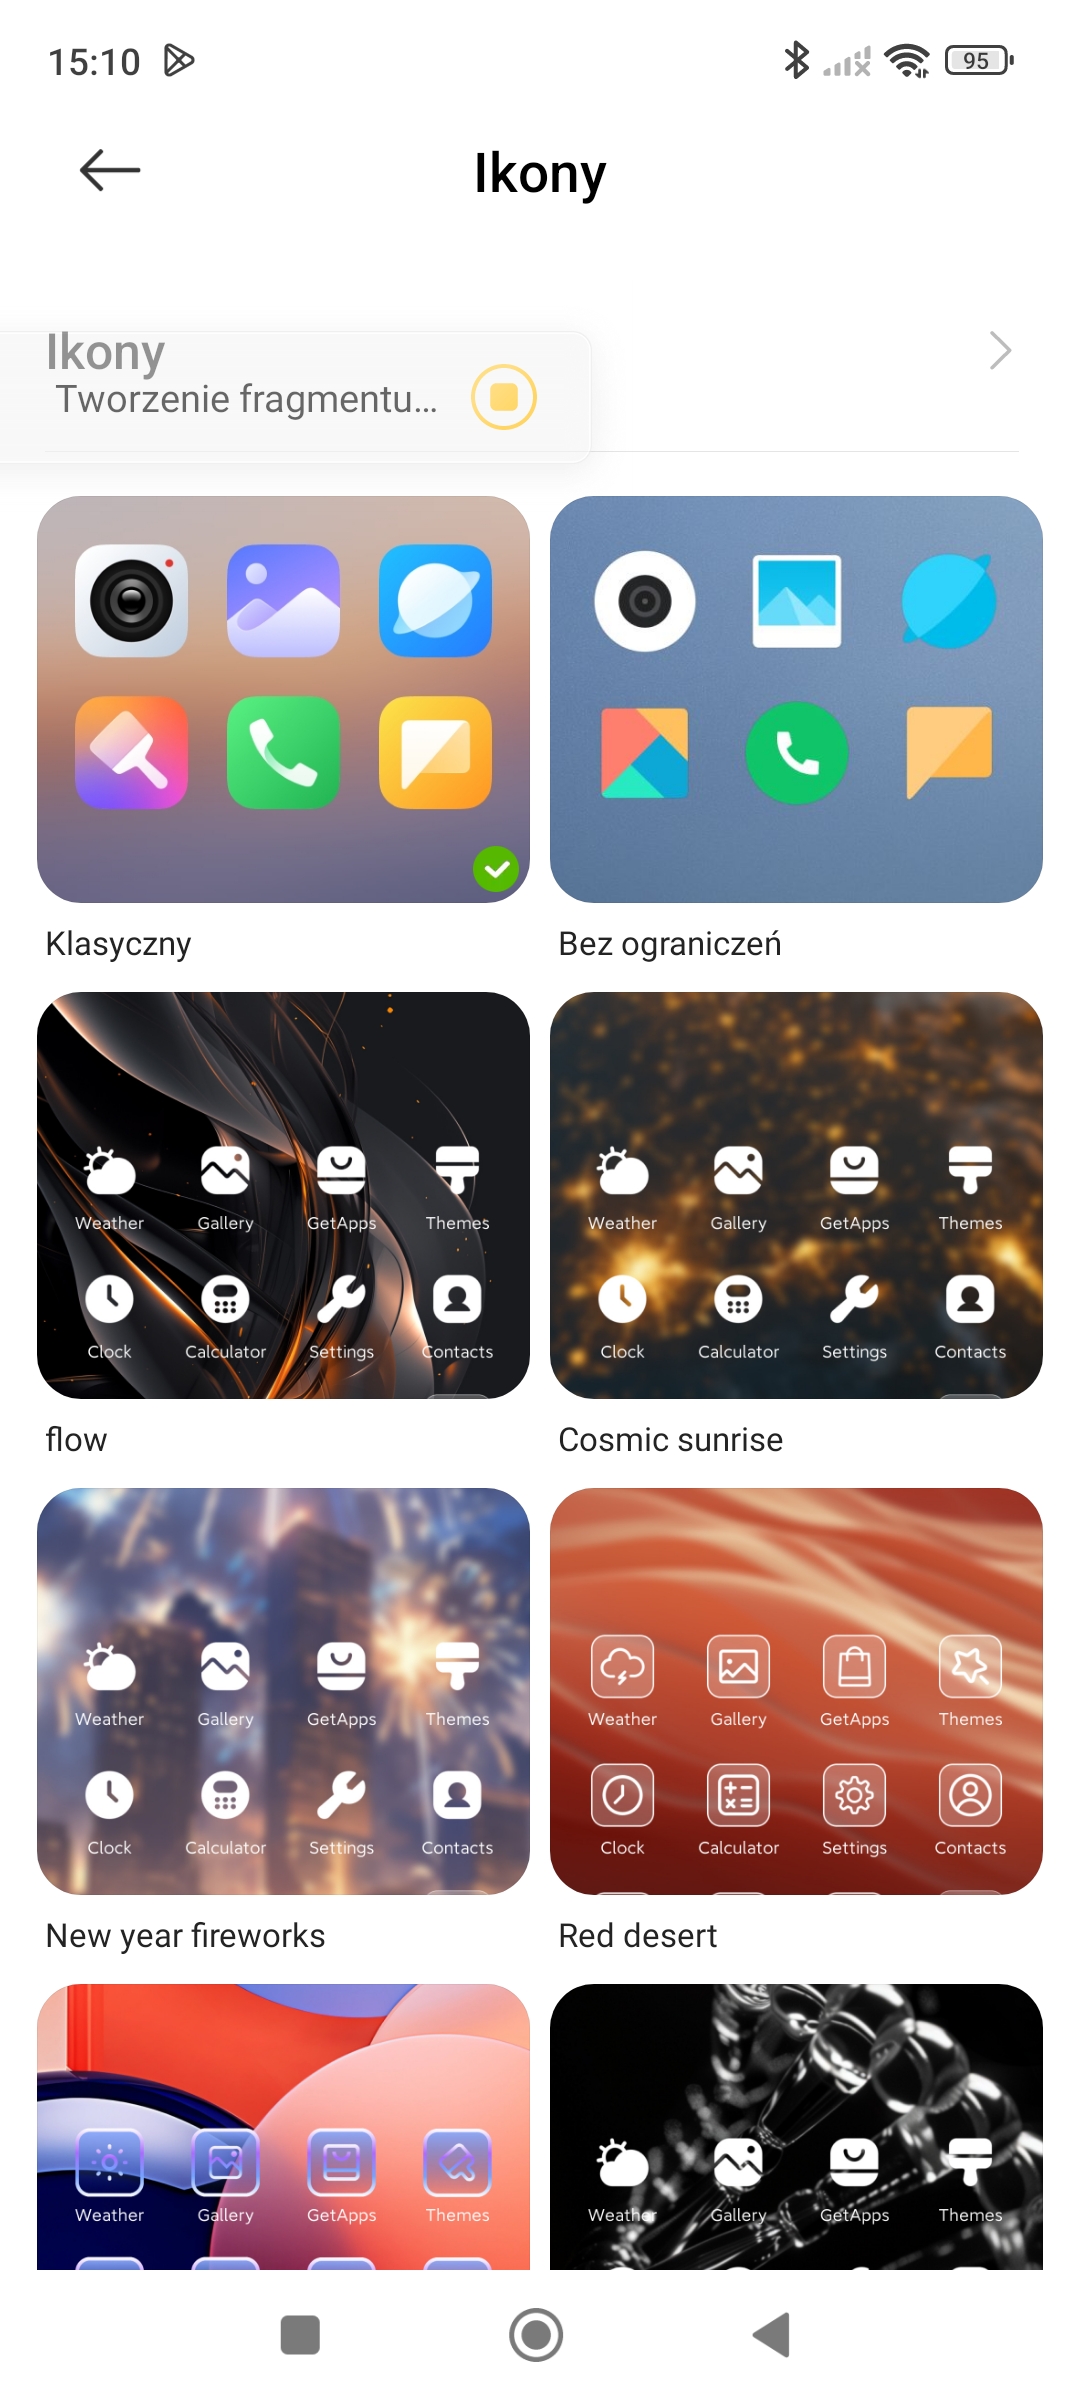 15:10
95
Ikony
Ikony
Tworzenie fragmentu...
Klasyczny
Bez ograniczeń
Weather Gallery GetApps Themes
Clock Calculator Settings Contacts
flow
Weather Gallery GetApps Themes
Clock Calculator Settings Contacts
Cosmic sunrise
Weather Gallery GetApps Themes
Clock Calculator Settings Contacts
New year fireworks
Weather Gallery GetApps Themes
Clock Calculator Settings Contacts
Red desert
Weather Gallery GetApps Themes
Weather Gallery GetApps Themes